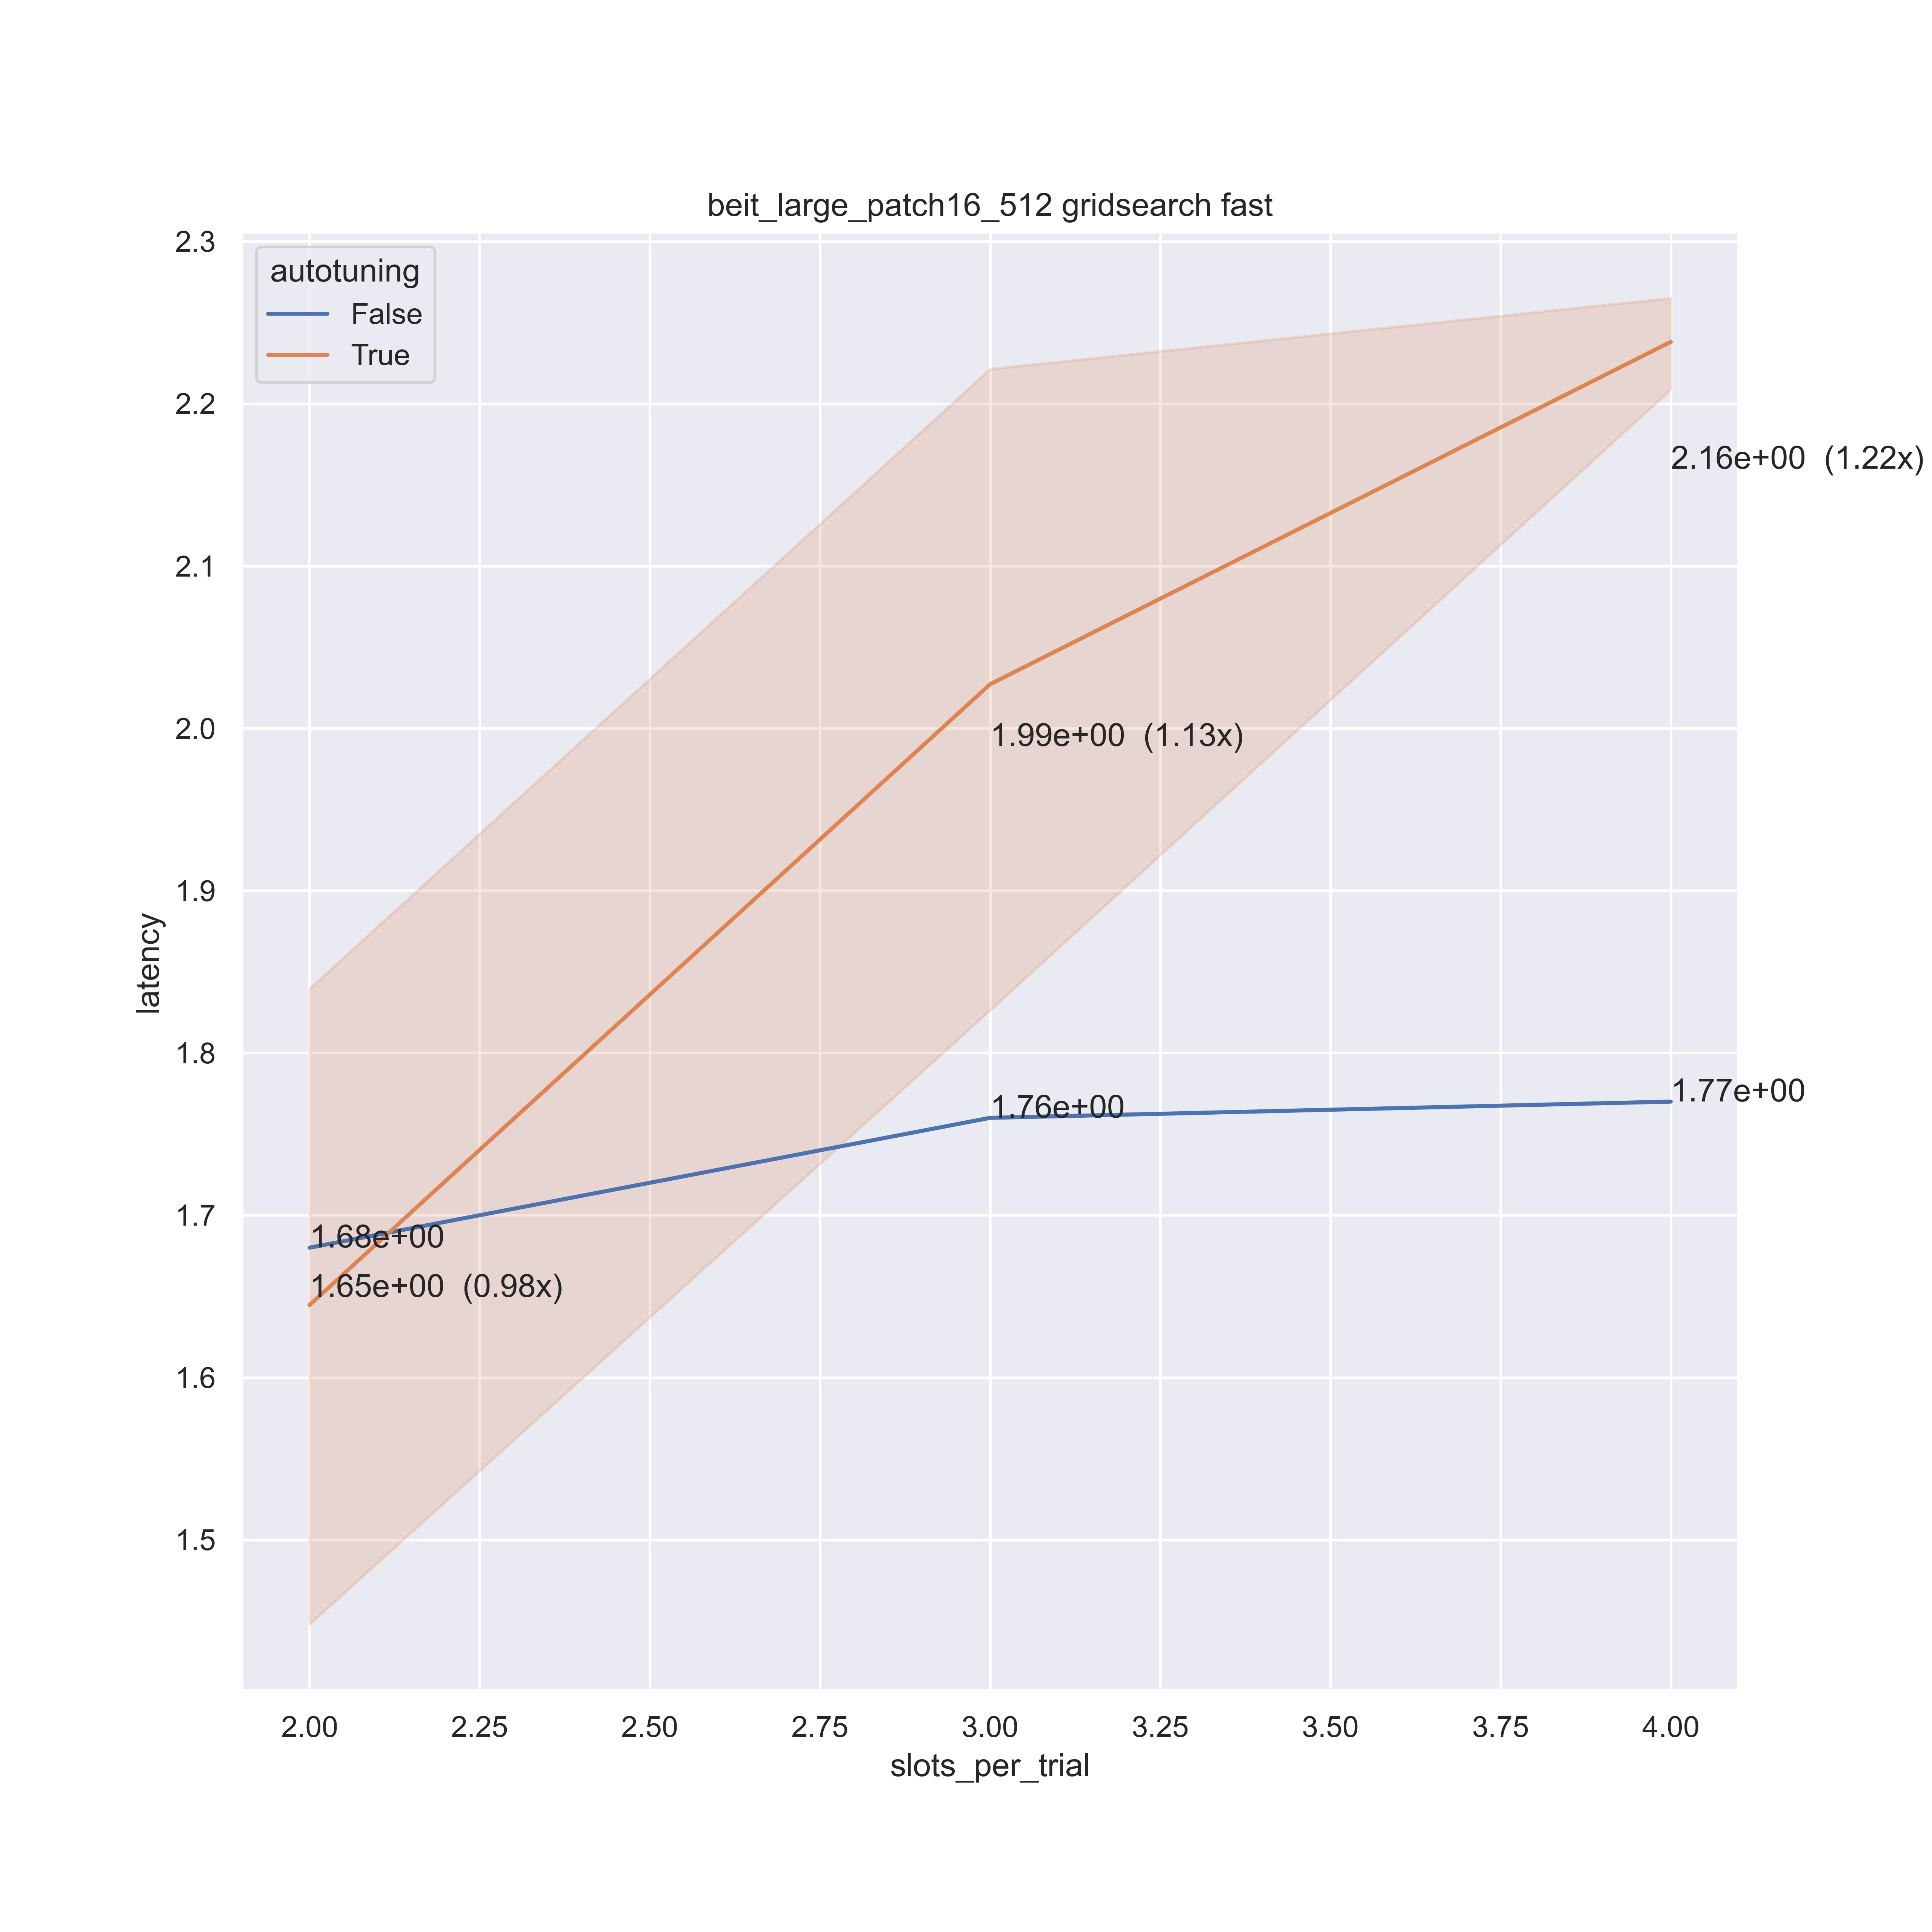 beit_large_patch16_512 gridsearch fast
autotuning
False
True
2.3
2.2
2.1
2.0
1.9
1.8
1.7
1.6
1.5
latency
2.16e+00  (1.22x)
1.99e+00  (1.13x)
1.77e+00
1.76e+00
1.68e+00
1.65e+00  (0.98x)
2.00 2.25 2.50 2.75 3.00 3.25 3.50 3.75 4.00
slots_per_trial